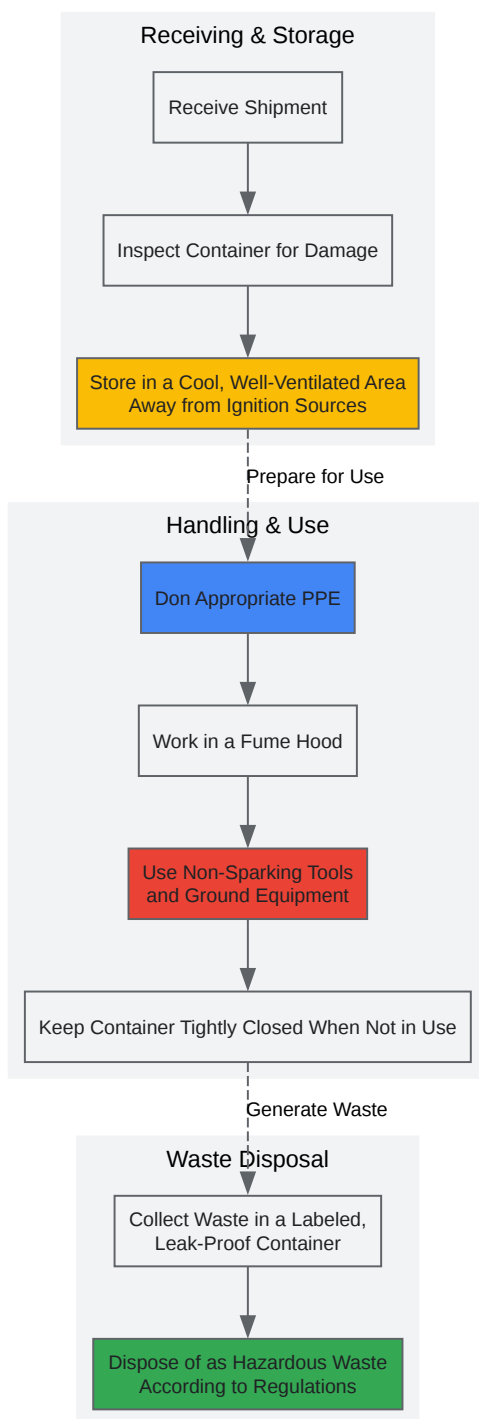 Receiving & Storage
Receive Shipment
Inspect Container for Damage
Store in a Cool, Well-Ventilated Area
Away from Ignition Sources
Prepare for Use
Handling & Use
Don Appropriate PPE
Work in a Fume Hood
Use Non-Sparking Tools
and Ground Equipment
Keep Container Tightly Closed When Not in Use
Generate Waste
Waste Disposal
Collect Waste in a Labeled,
Leak-Proof Container
Dispose of as Hazardous Waste
According to Regulations